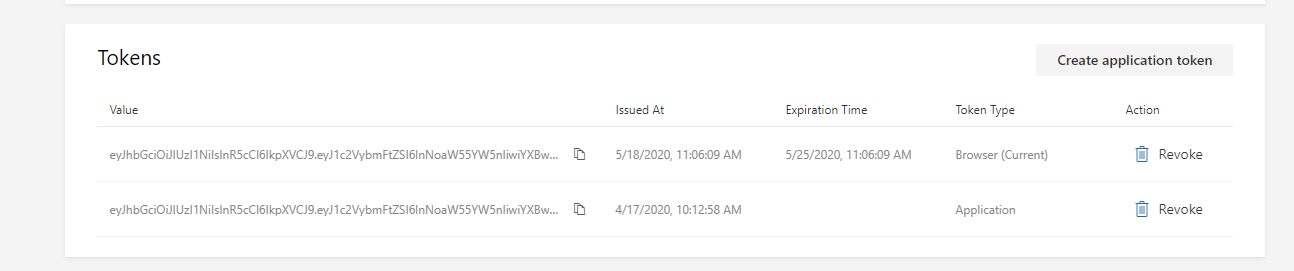 Tokens
Create application token
Value Issued At Expiration Time Token Type Action
eyJhbGciOiJIUzI1NiIsInR5cCI6IkpXVCJ9.eyJ1c2VybmFtZSI6InNoaW55YW5nIiwiYXBw... 5/18/2020, 11:06:09 AM 5/25/2020, 11:06:09 AM Browser (Current) Revoke
eyJhbGciOiJIUzI1NiIsInR5cCI6IkpXVCJ9.eyJ1c2VybmFtZSI6InNoaW55YW5nIiwiYXBw... 4/17/2020, 10:12:58 AM Application Revoke